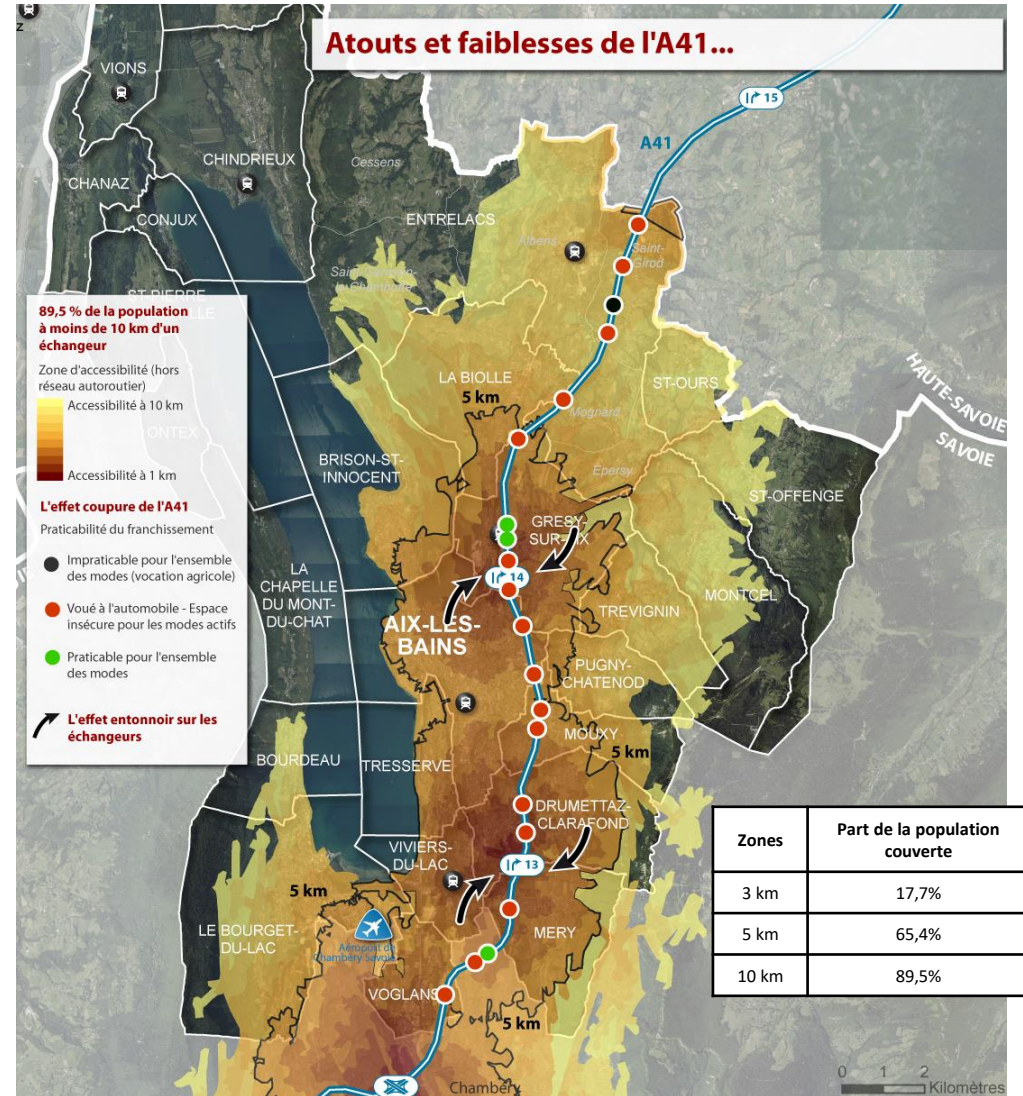 Atouts et faiblesses de l'A41...
Z
VIONS
15
A41
CHINDRIEUX
Cessens
CHANAZ
CONJUX
ENTRELACS
Albens
Saint-
Girod
89,5 % de la population
à moins de 10 km d'un
échangeur
Zone d'accessibilité (hors
réseau autoroutier)
Accessibilité à 10 km
Accessibilité à 1 km
ONTEX
L'effet coupure de l'A41
Praticabilité du franchissement
Impraticable pour l'ensemble
des modes (vocation agricole)
Voué à l'automobile - Espace
insécure pour les modes actifs
Praticable pour l'ensemble
des modes
L'effet entonnoir sur les
échangeurs
LA BIOLLE
5 km
ST-OURS
Mognard
HAUTE-SAVOIE
SAVOIE
BRISON-ST-
INNOCENT
Épersy
ST-OFFENGE
GRESY-
SUR-AIX
14
LA
CHAPELLE
DU MONT-
DU-CHAT
AIX-LES-
BAINS
TREVIGNIN
MONTCEL
PUGNY-
CHATENOD
MOUXY
5 km
BOURDEAU
TRESSERVE
DRUMETTAZ-
CLARAFOND
VIVIERS-
DU-LAC
13
5 km
LE BOURGET-
DU-LAC
Aéroport de
Chambéry Savoie
MERY
VOGLANS
5 km
Chambéry
Zones Part de la population couverte
3 km 17,7%
5 km 65,4%
10 km 89,5%
0 1 2
Kilomètres